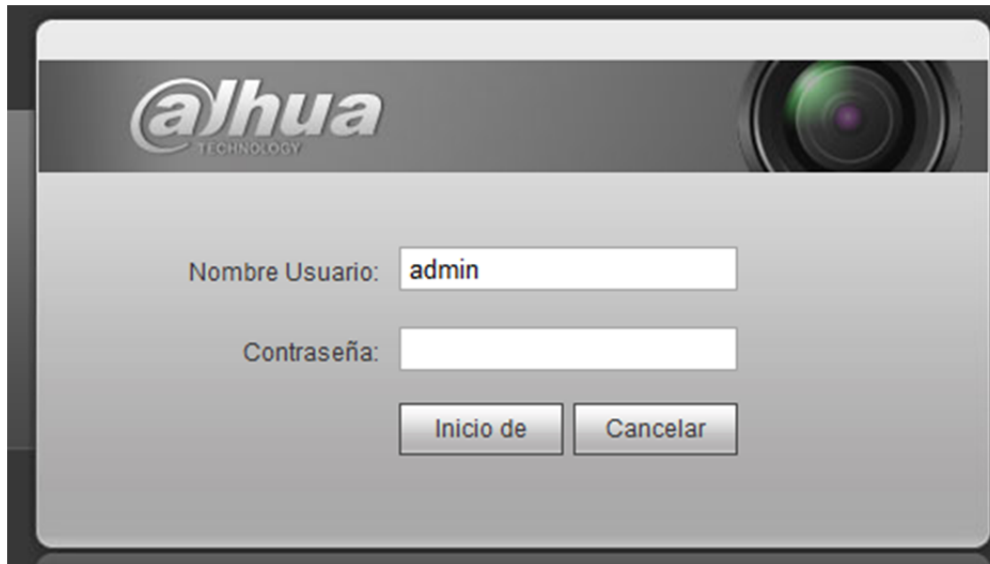 alhua
TECHNOLOGY
Nombre Usuario: admin
Contraseña:
Inicio de Cancelar